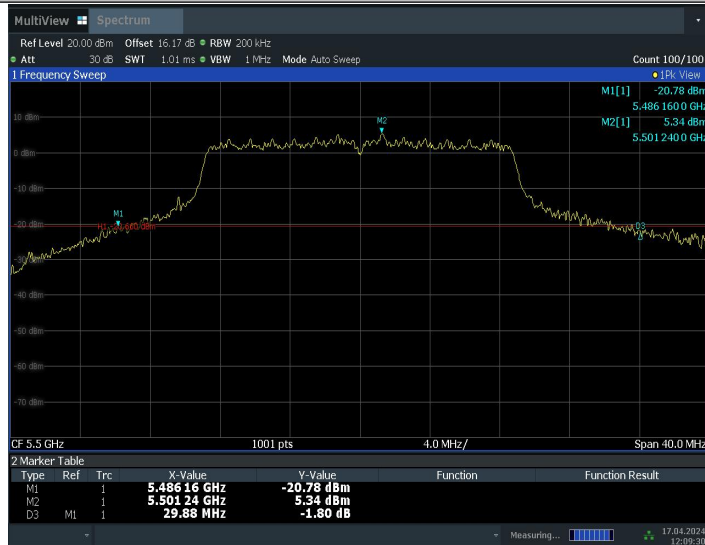 MultiView Spectrum
Ref Level 20.00 dBm Offset 16.17 dB RBW 200 kHz
Att 30 dB SWT 1.01 ms VBW 1 MHz Mode Auto Sweep Count 100/100
1 Frequency Sweep 1Pk View
M1[1] -20.78 dBm
5.486 160 0 GHz
M2[1] 5.34 dBm
5.501 240 0 GHz
10 dBm
M2
0 dBm
-10 dBm
M1
-20 dBm
D3
-30 dBm
-40 dBm
-50 dBm
-60 dBm
-70 dBm
CF 5.5 GHz 1001 pts 4.0 MHz/ Span 40.0 MHz
2 Marker Table
Type Ref Trc X-Value Y-Value Function Function Result
M1 1 5.486 16 GHz -20.78 dBm
M2 1 5.501 24 GHz 5.34 dBm
D3 M1 1 29.88 MHz -1.80 dB
Measuring... 17.04.2024
12:09:30